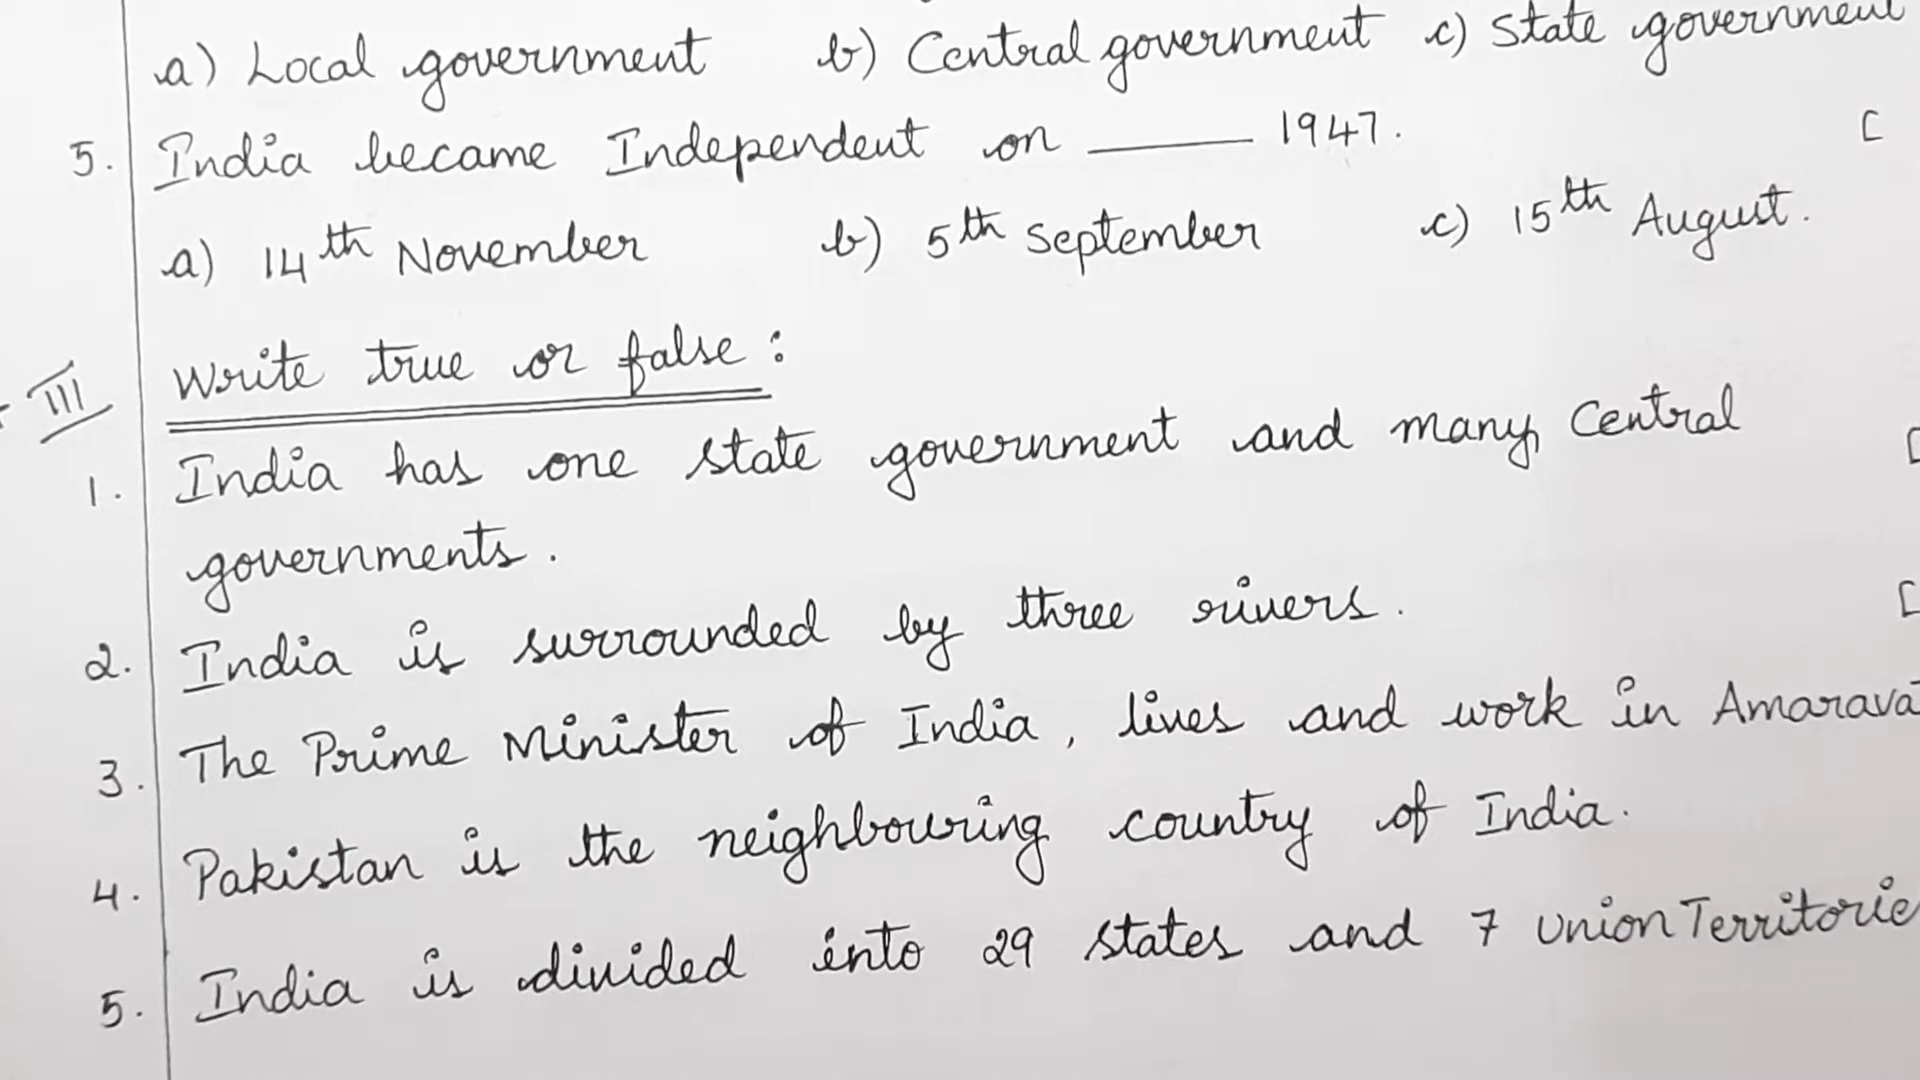 a) Local government b) Central government c) State government
5. India became Independent on ——— 1947. [
a) 14th November b) 5th September c) 15th August.
III Write true or false :
1. India has one state government and many Central [
governments.
2. India is surrounded by three rivers. [
3. The Prime Minister of India, lives and work in Amarava
4. Pakistan is the neighbouring country of India.
5. India is divided into 29 states and 7 Union Territorie